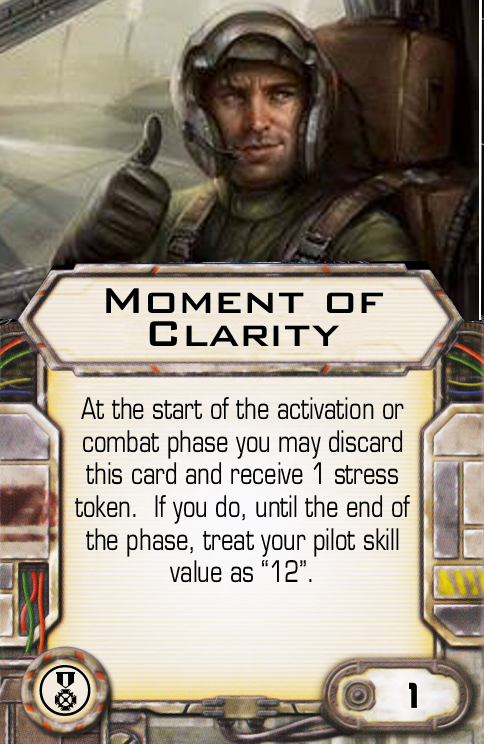 Moment of
Clarity
At the start of the activation or
combat phase you may discard
this card and receive 1 stress
token.  If you do, until the end of
the phase, treat your pilot skill
value as “12”.
1